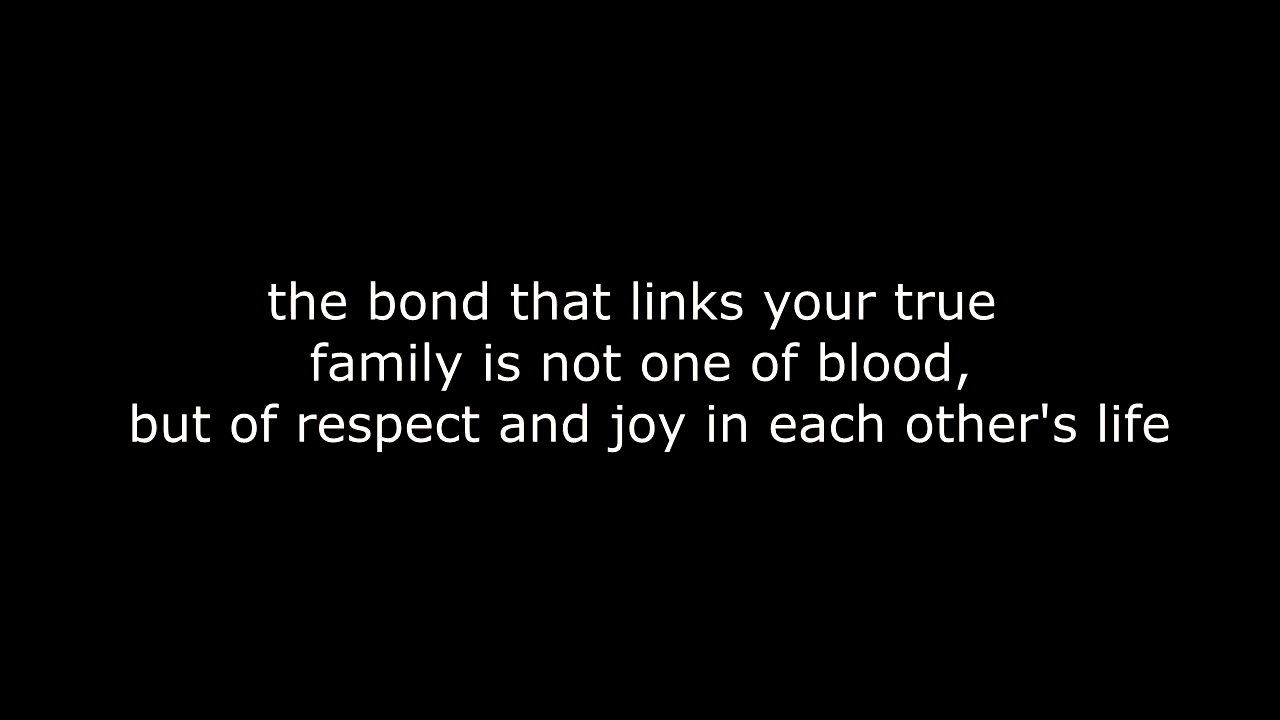 the bond that links your true
family is not one of blood,
but of respect and joy in each other's life